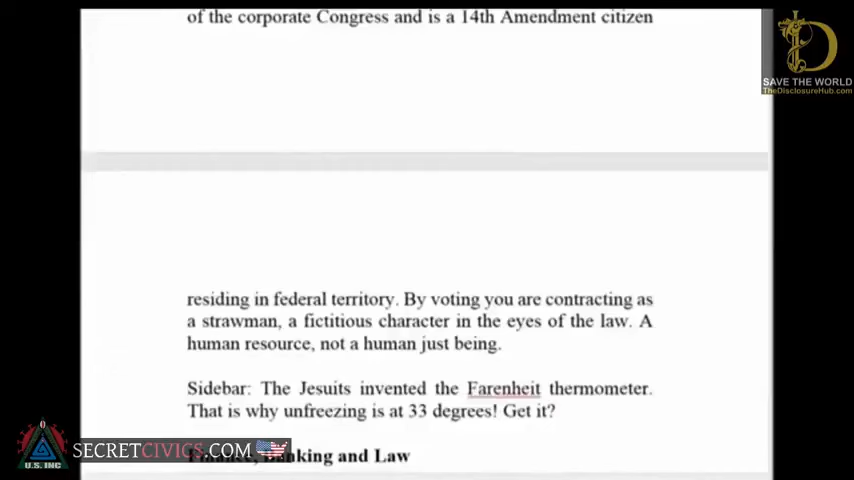 of the corporate Congress and is a 14th Amendment citizen
SAVE THE WORLD
TheDisclosureHub.com
residing in federal territory. By voting you are contracting as
a strawman, a fictitious character in the eyes of the law. A
human resource, not a human just being.
Sidebar: The Jesuits invented the Farenheit thermometer.
That is why unfreezing is at 33 degrees! Get it?
SECRETCIVICS.COM
U.S. INC
Finance, Banking and Law